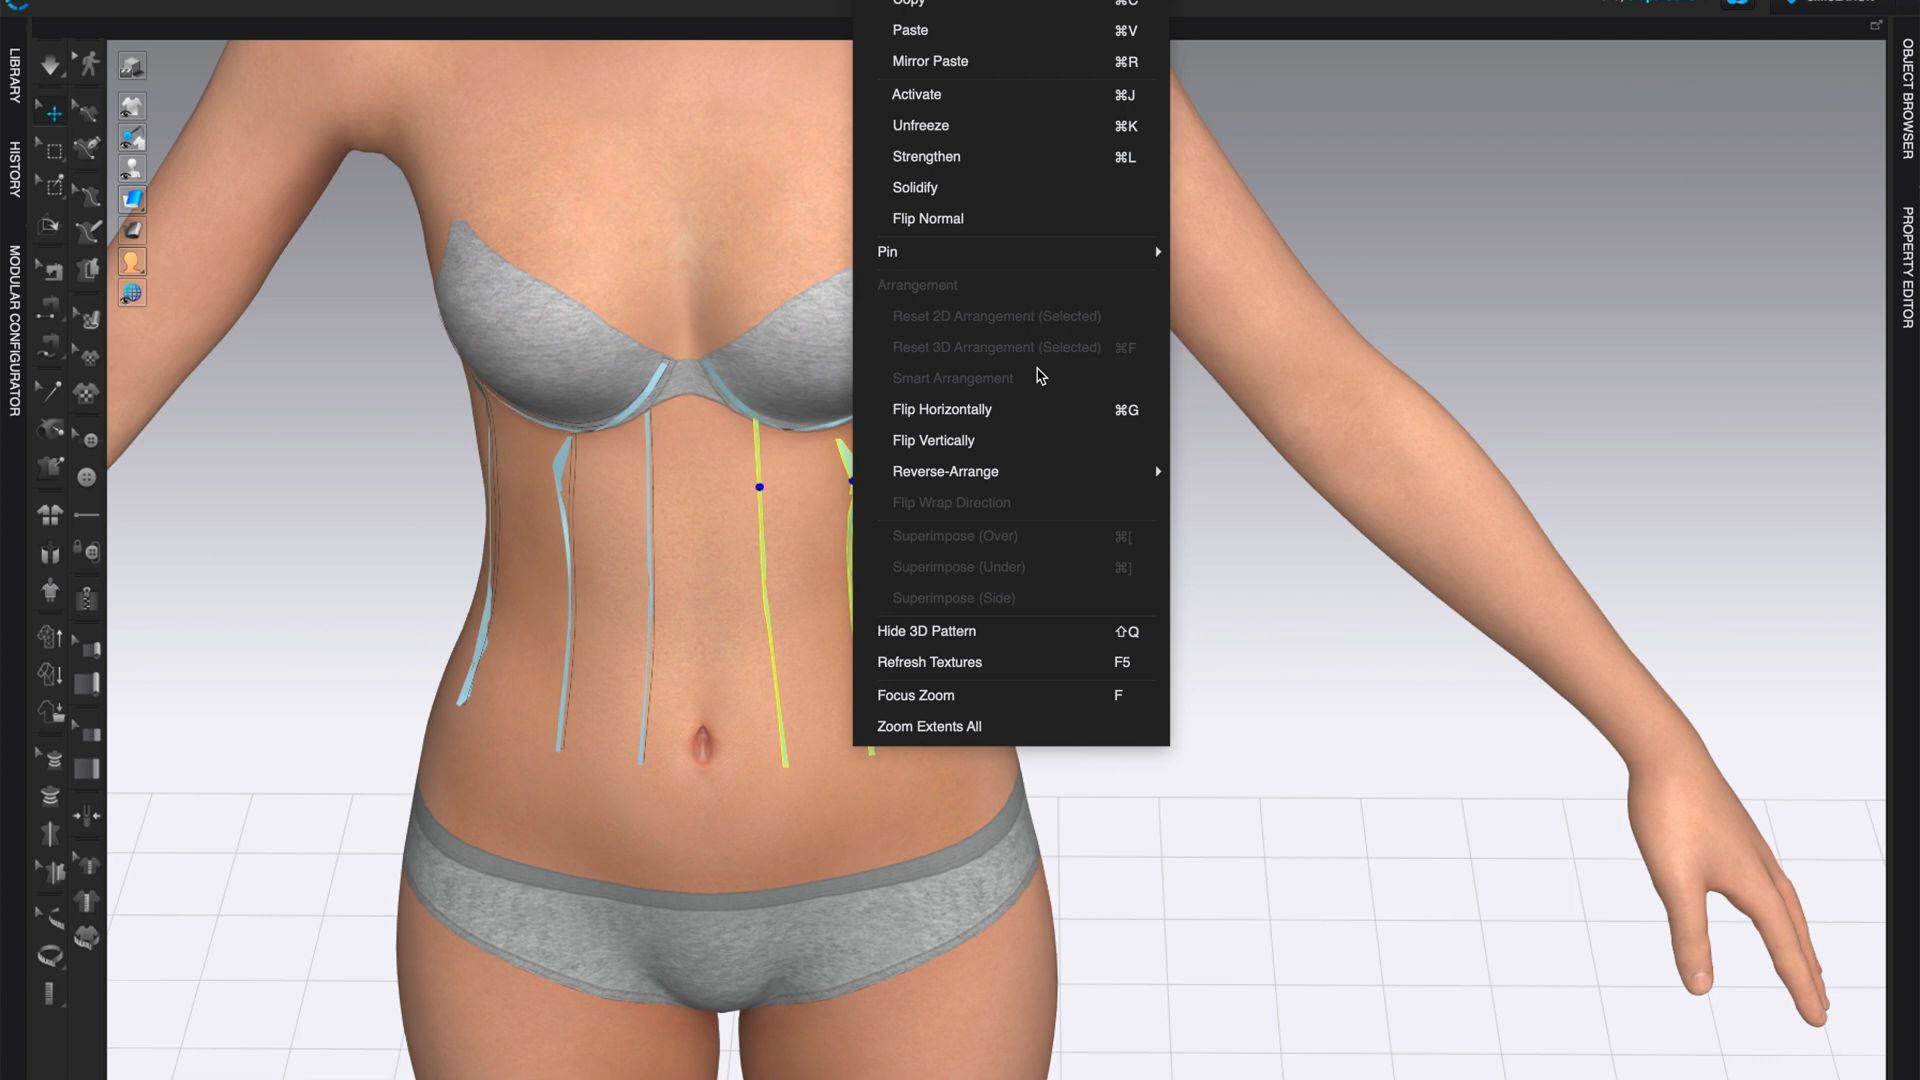 Copy ⌘C
Paste ⌘V
Mirror Paste ⌘R
Activate ⌘J
Unfreeze ⌘K
Strengthen ⌘L
Solidify
Flip Normal
Pin
Arrangement
Reset 2D Arrangement (Selected)
Reset 3D Arrangement (Selected) ⌘F
Smart Arrangement
Flip Horizontally ⌘G
Flip Vertically
Reverse-Arrange
Flip Wrap Direction
Superimpose (Over) ⌘[
Superimpose (Under) ⌘]
Superimpose (Side)
Hide 3D Pattern ⇧Q
Refresh Textures F5
Focus Zoom F
Zoom Extents All
LIBRARY
HISTORY
MODULAR CONFIGURATOR
OBJECT BROWSER
PROPERTY EDITOR